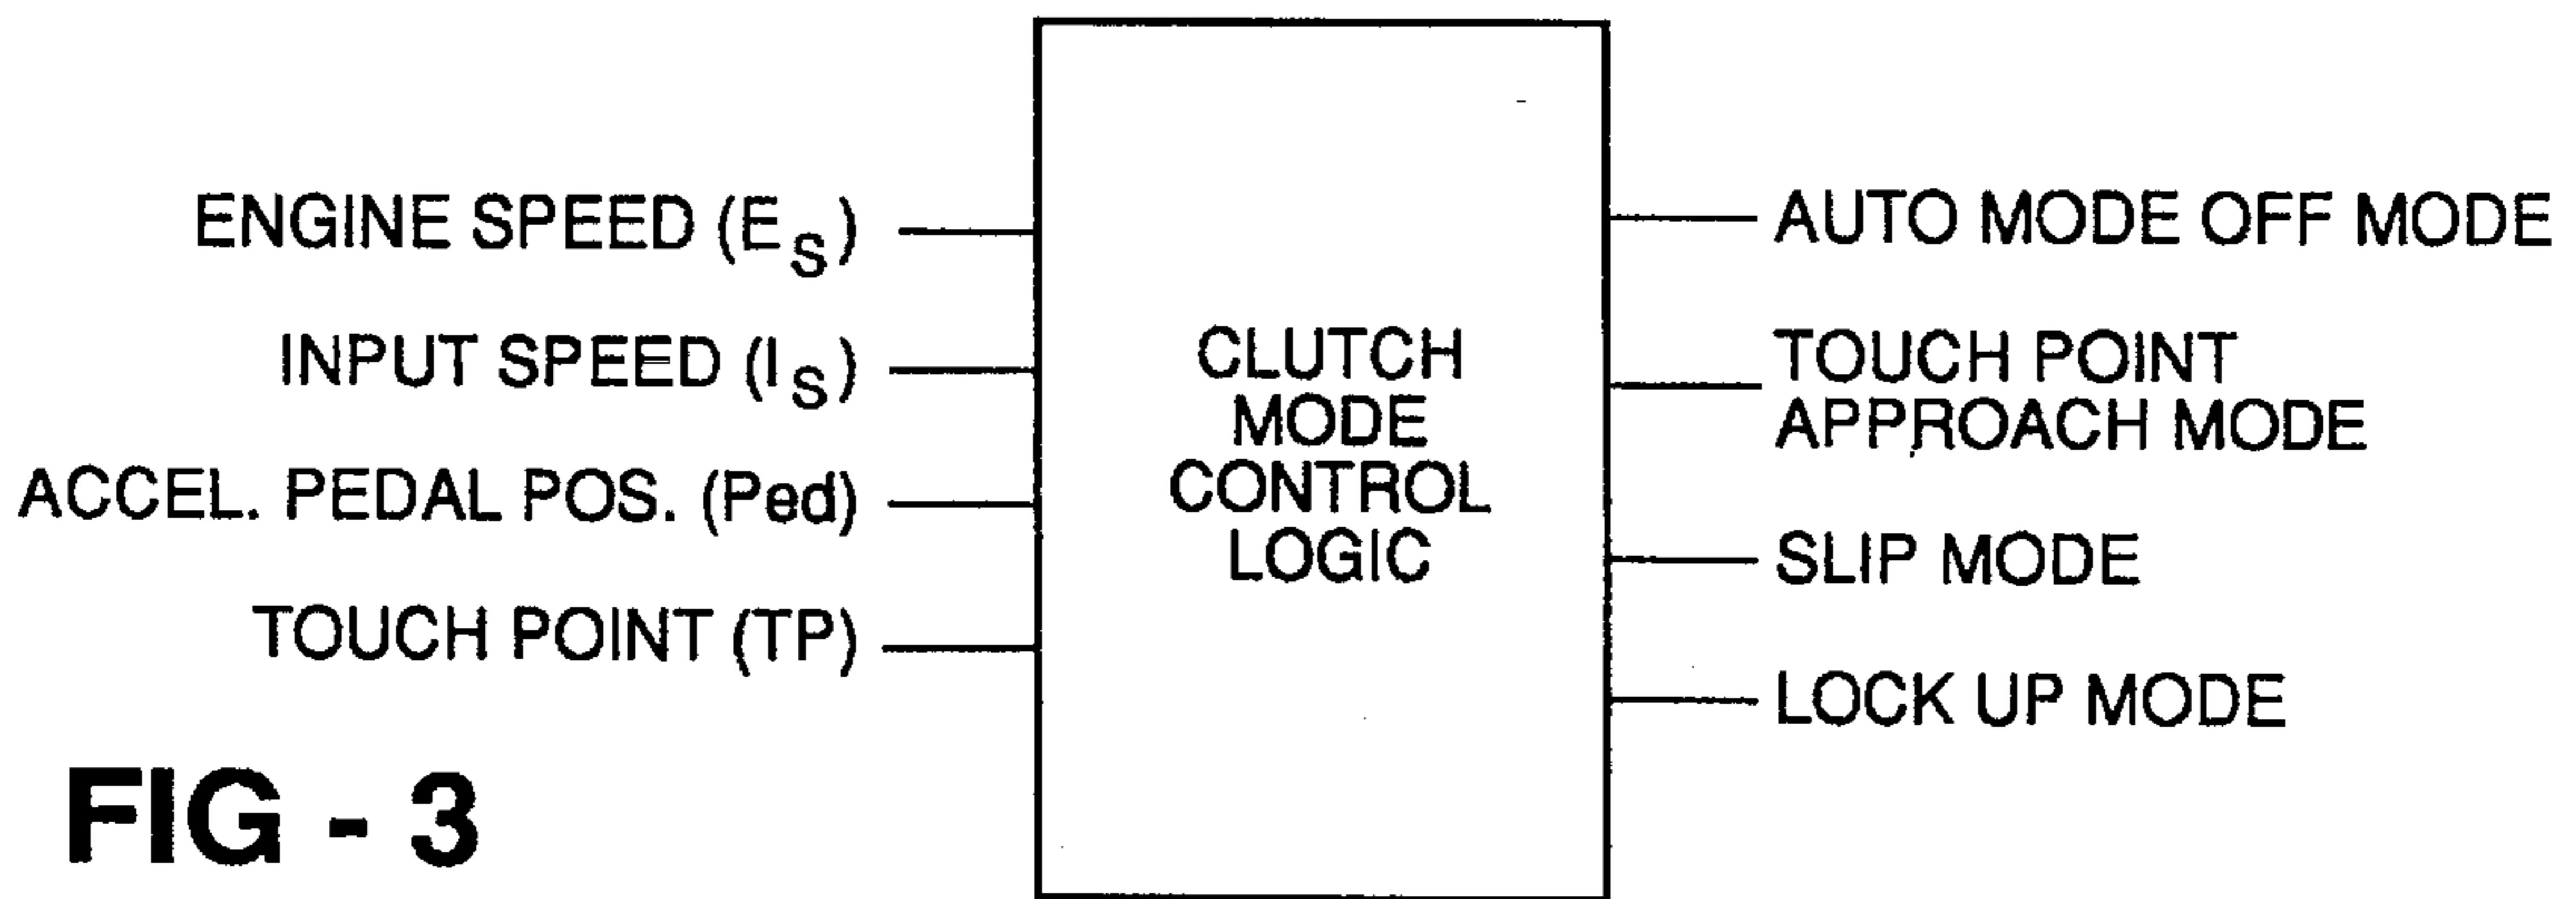 ENGINE SPEED (ES)
INPUT SPEED (IS)
ACCEL. PEDAL POS. (Ped)
TOUCH POINT (TP)
CLUTCH
MODE
CONTROL
LOGIC
AUTO MODE OFF MODE
TOUCH POINT
APPROACH MODE
SLIP MODE
LOCK UP MODE
FIG - 3